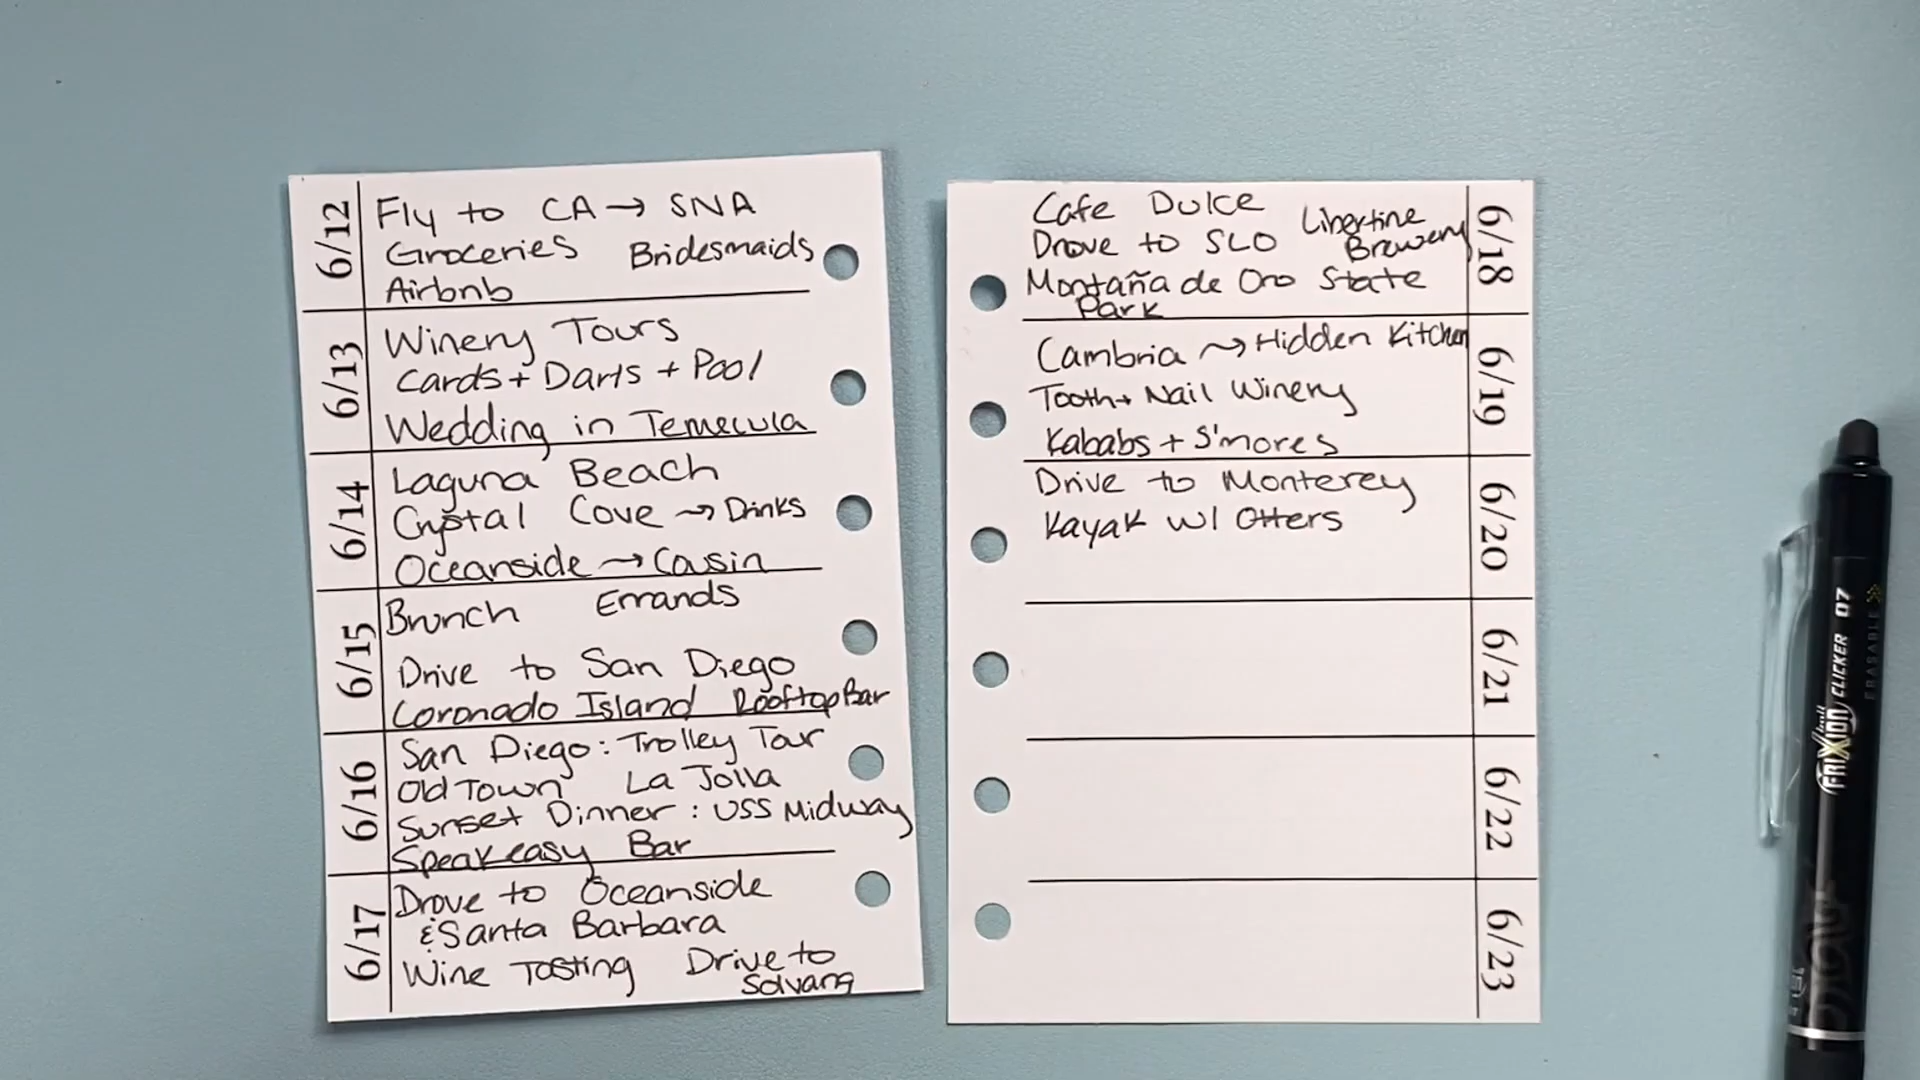 6/12
Fly to CA → SNA
Groceries Bridesmaids
Airbnb
6/13
Winery Tours
Cards + Darts + Pool
Wedding in Temecula
6/14
Laguna Beach
Crystal Cove → Drinks
Oceanside → Cousin
6/15
Brunch Errands
Drive to San Diego
Coronado Island Rooftop Bar
6/16
San Diego: Trolley Tour
Old Town La Jolla
Sunset Dinner : USS Midway
Speakeasy Bar
6/17
Drove to Oceanside
& Santa Barbara
Wine Tasting Drive to
Solvang
6/18
Cafe Dulce
Drove to SLO Libertine
Brewery
Montaña de Oro State
Park
6/19
Cambria → Hidden Kitchen
Tooth + Nail Winery
Kababs + S'mores
6/20
Drive to Monterey
Kayak w/ Otters
6/21
6/22
6/23
FRIXION CLICKER 07
ERASABLE